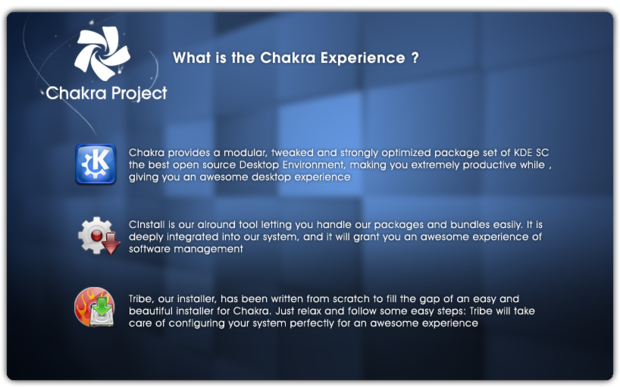 What is the Chakra Experience ?
Chakra Project
Chakra provides a modular, tweaked and strongly optimized package set of KDE SC
the best open source Desktop Environment, making you extremely productive while ,
giving you an awesome desktop experience
CInstall is our alround tool letting you handle our packages and bundles easily. It is
deeply integrated into our system, and it will grant you an awesome experience of
software management
Tribe, our installer, has been written from scratch to fill the gap of an easy and
beautiful installer for Chakra. Just relax and follow some easy steps: Tribe will take
care of configuring your system perfectly for an awesome experience